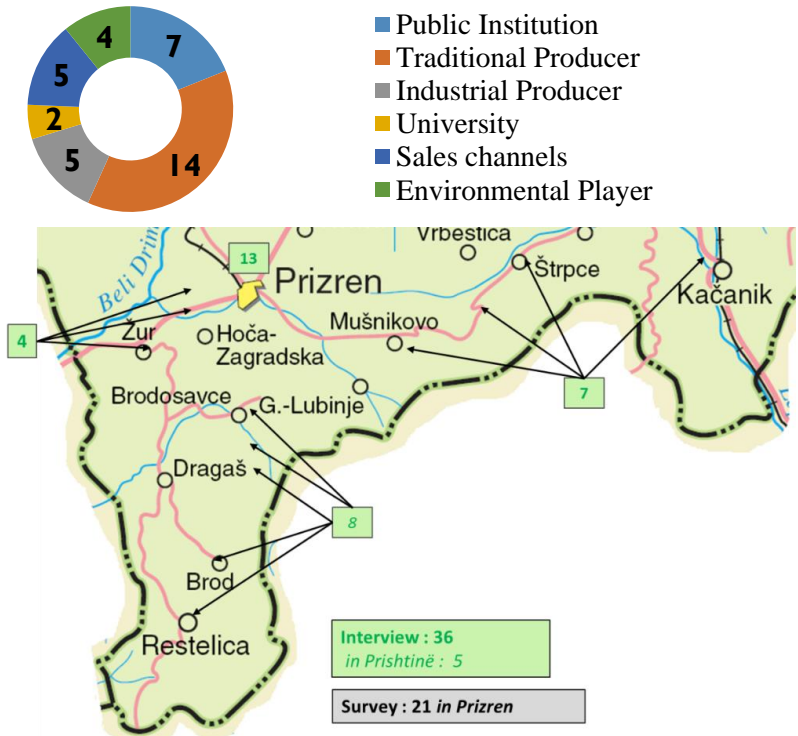 4
7
5
2
5
14
Public Institution
Traditional Producer
Industrial Producer
University
Sales channels
Environmental Player
Vrbestica
13
Štrpce
Beli Drim
Prizren
Kačanik
4
Žur
Hoča-
Zagradska
Mušnikovo
7
Brodosavce
G.-Lubinje
Dragaš
8
Brod
Restelica
Interview : 36
in Prishtinë : 5
Survey : 21 in Prizren